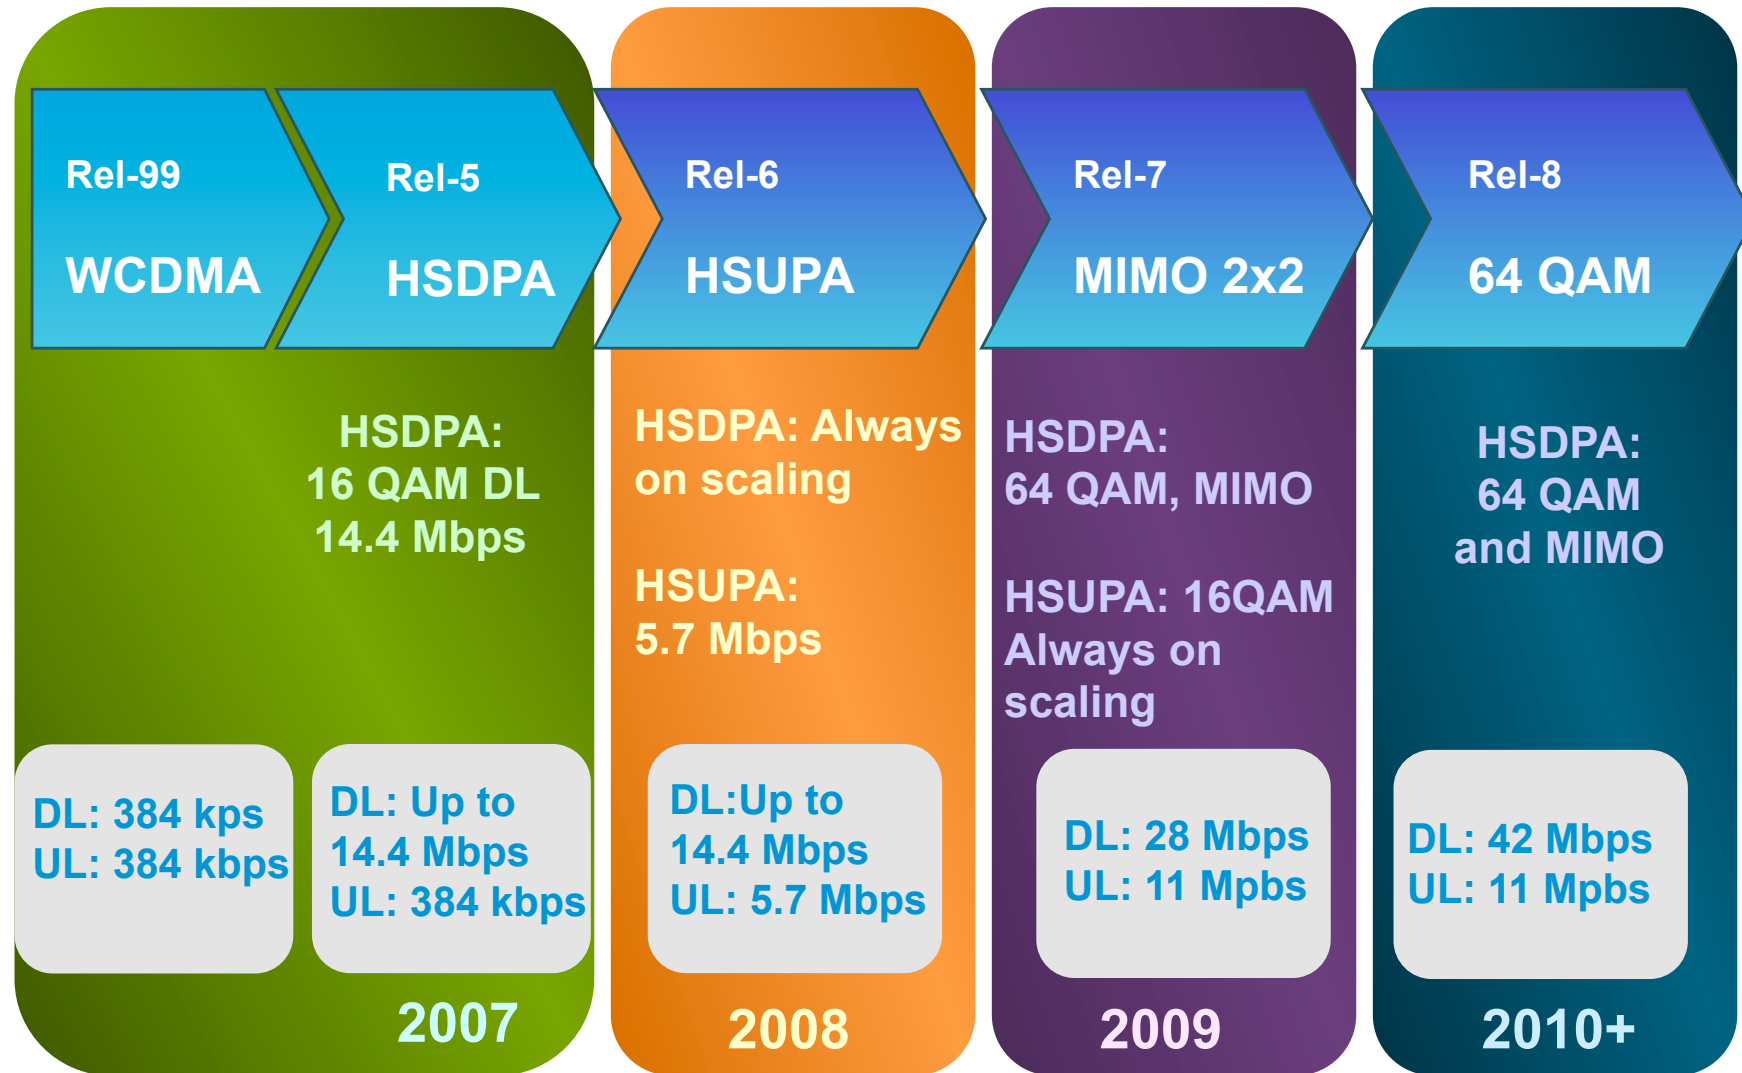 Rel-99
WCDMA
Rel-5
HSDPA
Rel-6
HSUPA
Rel-7
MIMO 2x2
Rel-8
64 QAM
HSDPA:
16 QAM DL
14.4 Mbps
HSDPA: Always
on scaling
HSUPA:
5.7 Mbps
HSDPA:
64 QAM, MIMO
HSUPA: 16QAM
Always on
scaling
HSDPA:
64 QAM
and MIMO
DL: 384 kps
UL: 384 kbps
DL: Up to
14.4 Mbps
UL: 384 kbps
DL:Up to
14.4 Mbps
UL: 5.7 Mbps
DL: 28 Mbps
UL: 11 Mpbs
DL: 42 Mbps
UL: 11 Mpbs
2007
2008
2009
2010+